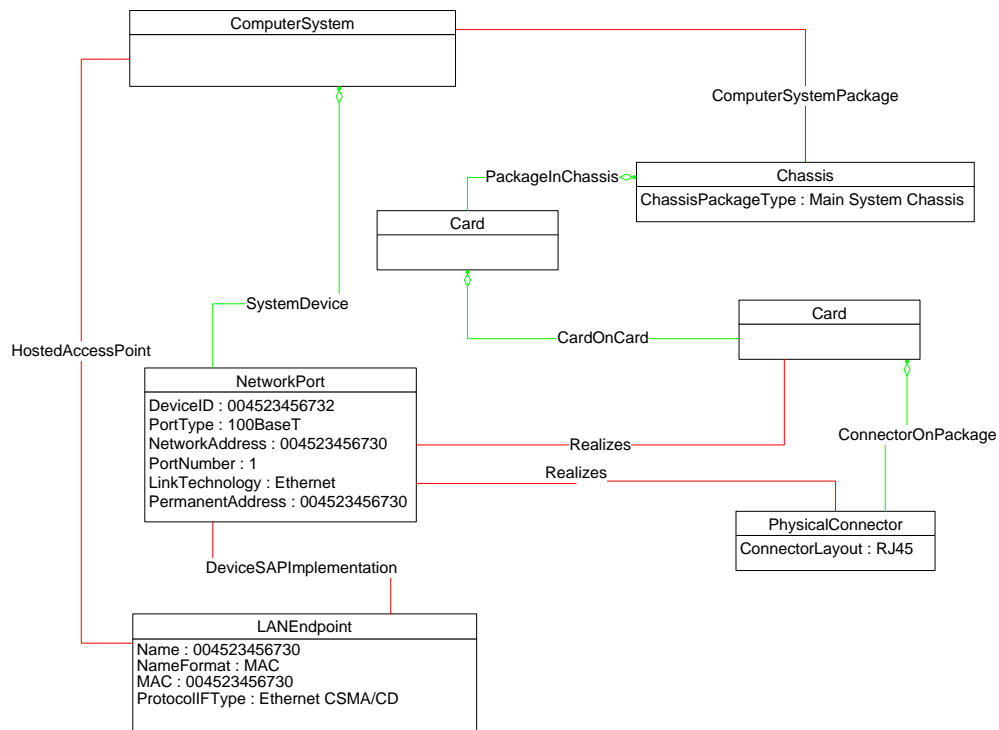 ComputerSystem
ComputerSystemPackage
Chassis
ChassisPackageType : Main System Chassis
PackageInChassis
Card
SystemDevice
Card
CardOnCard
HostedAccessPoint
NetworkPort
DeviceID : 004523456732
PortType : 100BaseT
NetworkAddress : 004523456730
PortNumber : 1
LinkTechnology : Ethernet
PermanentAddress : 004523456730
Realizes
ConnectorOnPackage
Realizes
PhysicalConnector
ConnectorLayout : RJ45
DeviceSAPImplementation
LANEndpoint
Name : 004523456730
NameFormat : MAC
MAC : 004523456730
ProtocolIFType : Ethernet CSMA/CD